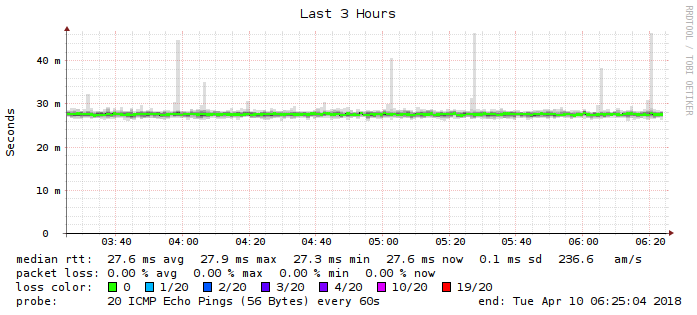 Last 3 Hours
RRDTOOL / TOBI OETIKER
Seconds
40 m
30 m
20 m
10 m
0
03:40 04:00 04:20 04:40 05:00 05:20 05:40 06:00 06:20
median rtt: 27.6 ms avg 27.9 ms max 27.3 ms min 27.6 ms now 0.1 ms sd 236.6 am/s
packet loss: 0.00 % avg 0.00 % max 0.00 % min 0.00 % now
loss color: 0 1/20 2/20 3/20 4/20 10/20 19/20
probe: 20 ICMP Echo Pings (56 Bytes) every 60s end: Tue Apr 10 06:25:04 2018